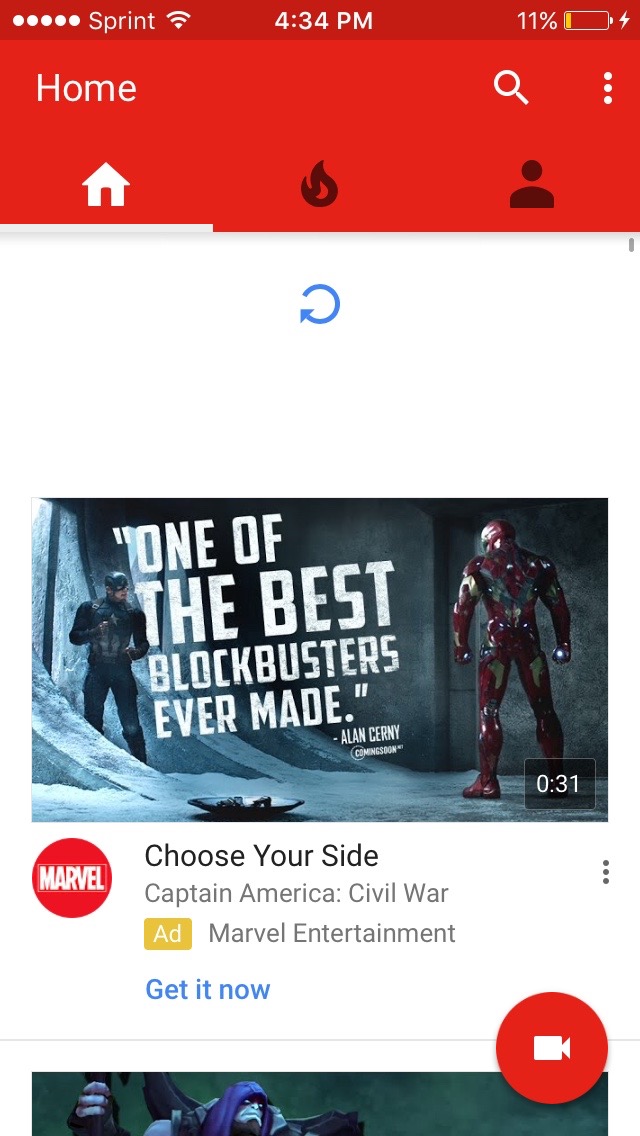 Sprint 4:34 PM 11%
Home
"ONE OF
THE BEST
BLOCKBUSTERS
EVER MADE."
- ALAN CERNY
COMINGSOON.NET
0:31
MARVEL
Choose Your Side
Captain America: Civil War
Ad Marvel Entertainment
Get it now